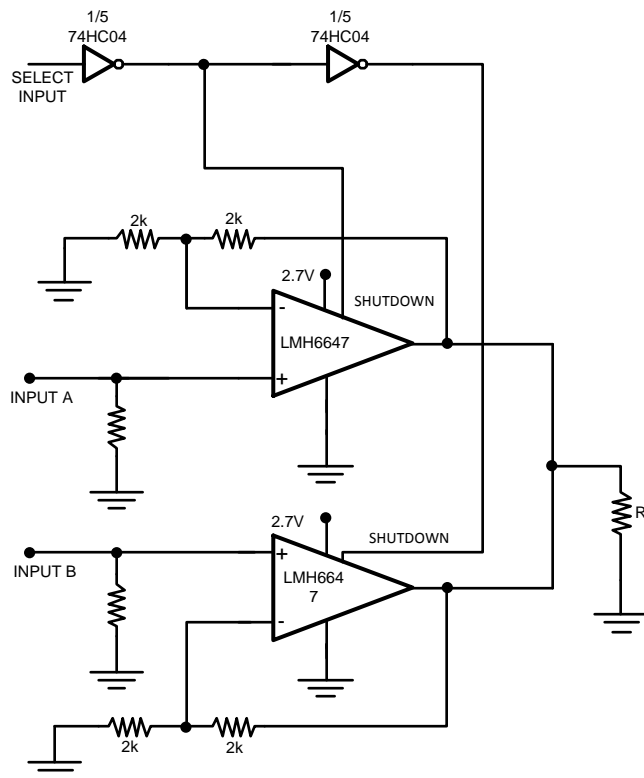 1/5
74HC04
1/5
74HC04
SELECT
INPUT
2k
2k
2.7V
SHUTDOWN
-
LMH6647
+
INPUT A
2.7V
SHUTDOWN
+
INPUT B
LMH664
7
-
R
2k
2k